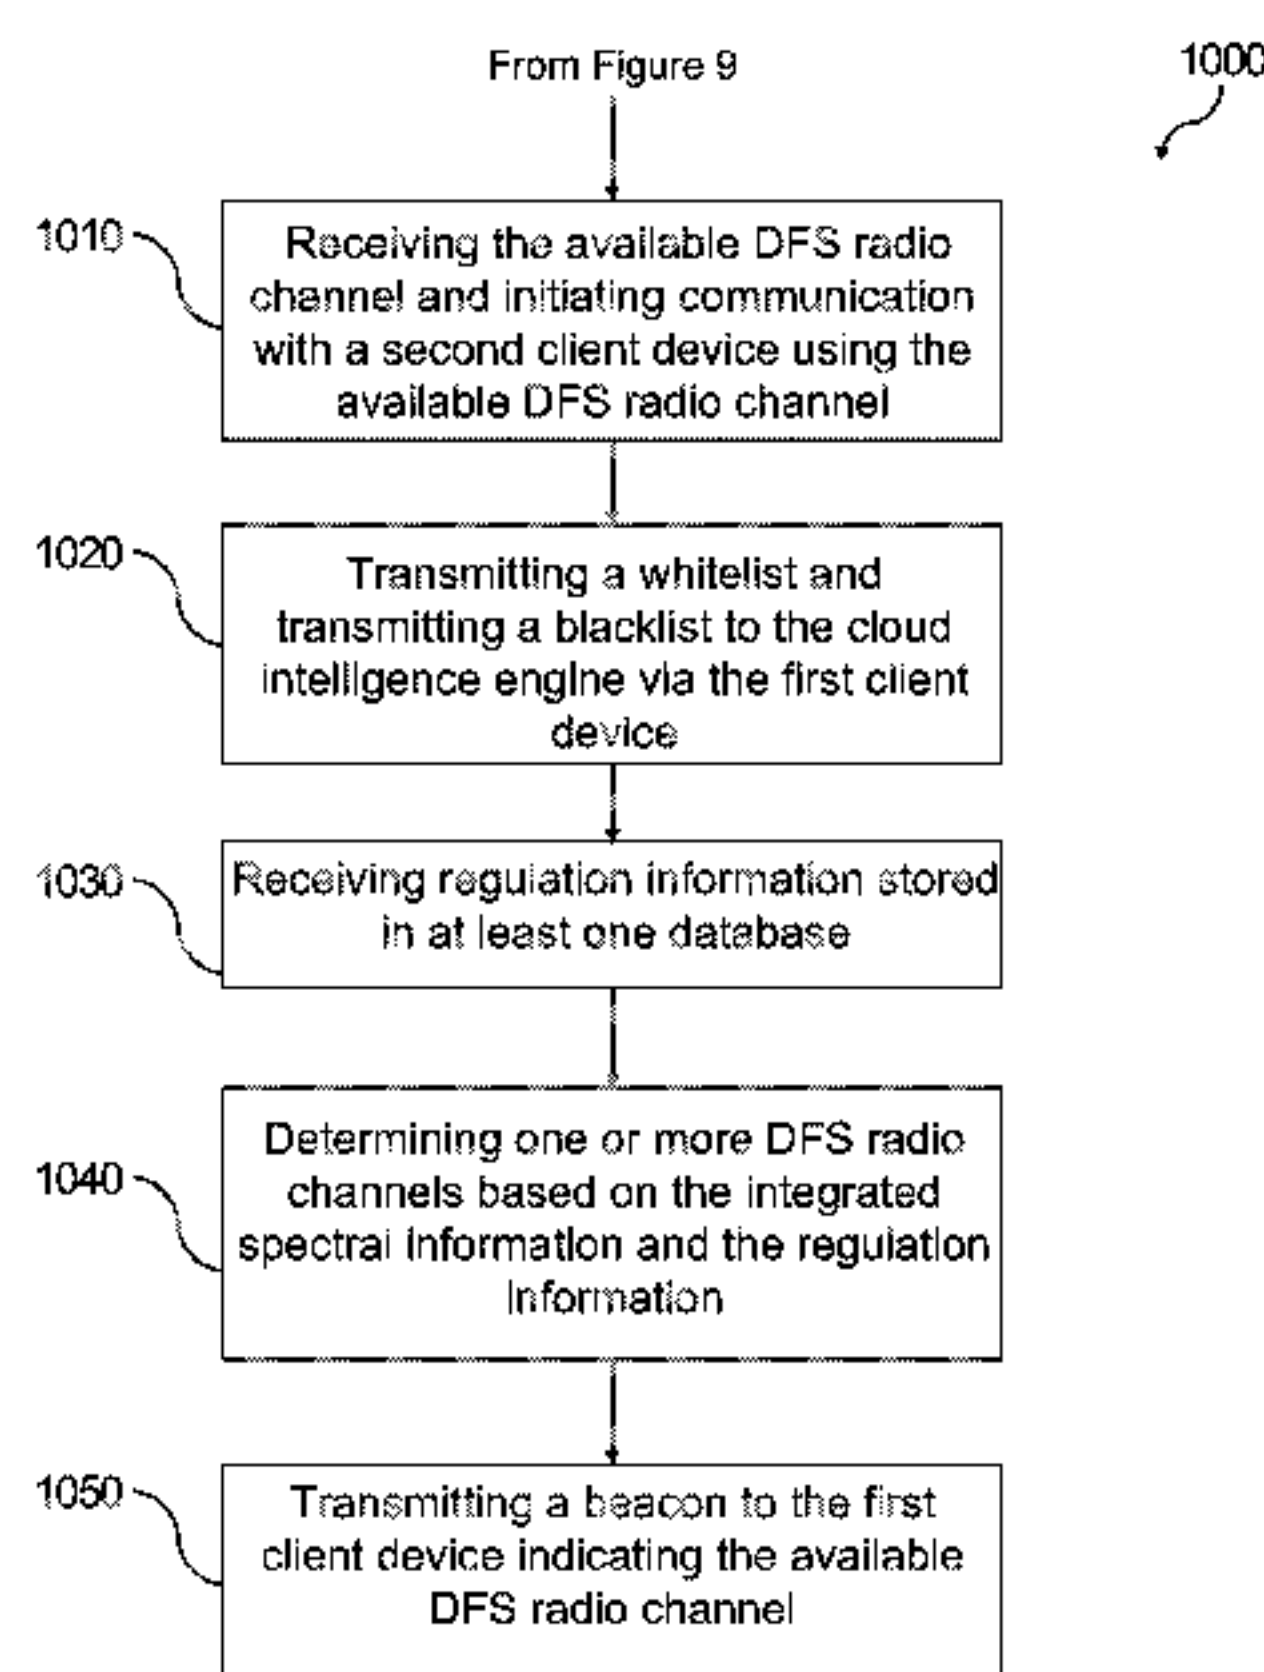 From Figure 9
1000
1010
Receiving the available DFS radio
channel and initiating communication
with a second client device using the
available DFS radio channel
1020
Transmitting a whitelist and
transmitting a blacklist to the cloud
intelligence engine via the first client
device
1030
Receiving regulation information stored
in at least one database
1040
Determining one or more DFS radio
channels based on the integrated
spectral information and the regulation
information
1050
Transmitting a beacon to the first
client device indicating the available
DFS radio channel